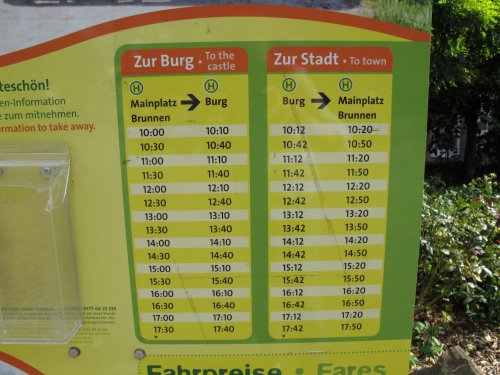 Zur Burg • To the castle
Zur Stadt • To town
H H H H
Mainplatz Brunnen → Burg Burg → Mainplatz Brunnen
10:00 10:10 10:12 10:20
10:30 10:40 10:42 10:50
11:00 11:10 11:12 11:20
11:30 11:40 11:42 11:50
12:00 12:10 12:12 12:20
12:30 12:40 12:42 12:50
13:00 13:10 13:12 13:20
13:30 13:40 13:42 13:50
14:00 14:10 14:12 14:20
14:30 14:40 14:42 14:50
15:00 15:10 15:12 15:20
15:30 15:40 15:42 15:50
16:00 16:10 16:12 16:20
16:30 16:40 16:42 16:50
17:00 17:10 17:12 17:20
17:30 17:40 17:42 17:50
teschön!
en-Information
e zum mitnehmen.
ormation to take away.
Fahrpreise • Fares